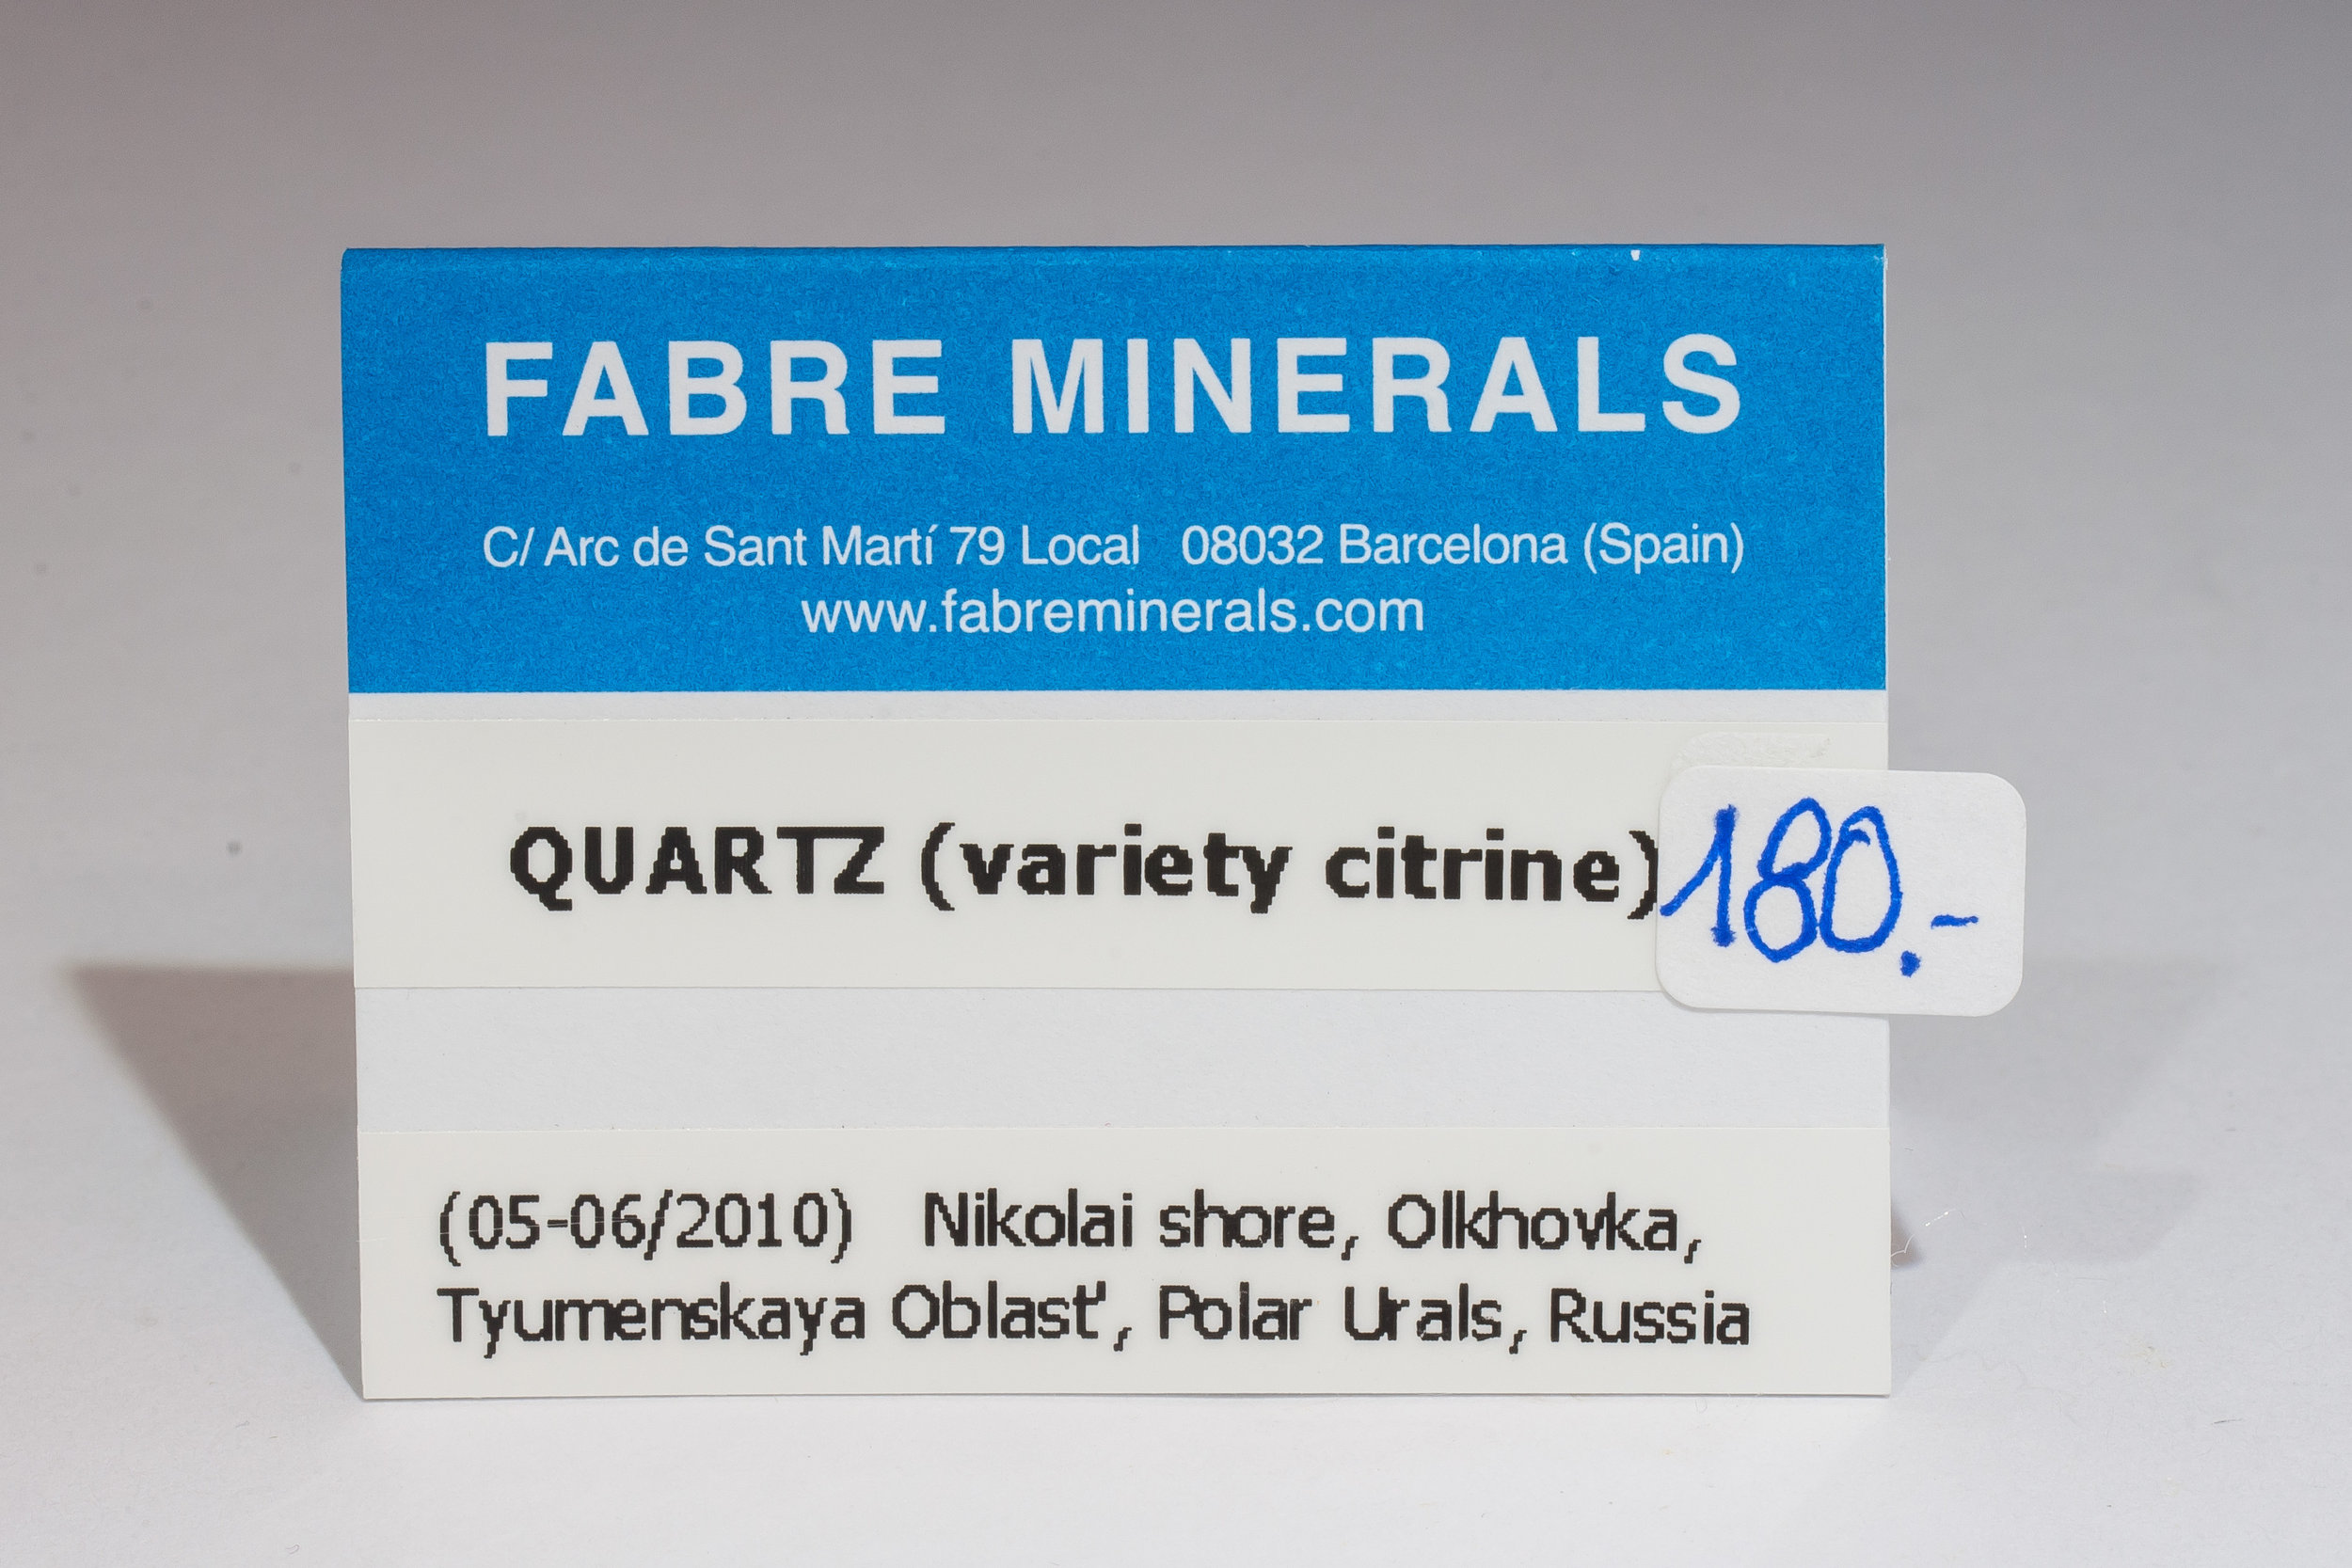 FABRE MINERALS
C/ Arc de Sant Martí 79 Local 08032 Barcelona (Spain)
www.fabreminerals.com
QUARTZ (variety citrine)
180.-
(05-06/2010) Nikolai shore, Olkhovka,
Tyumenskaya Oblast', Polar Urals, Russia